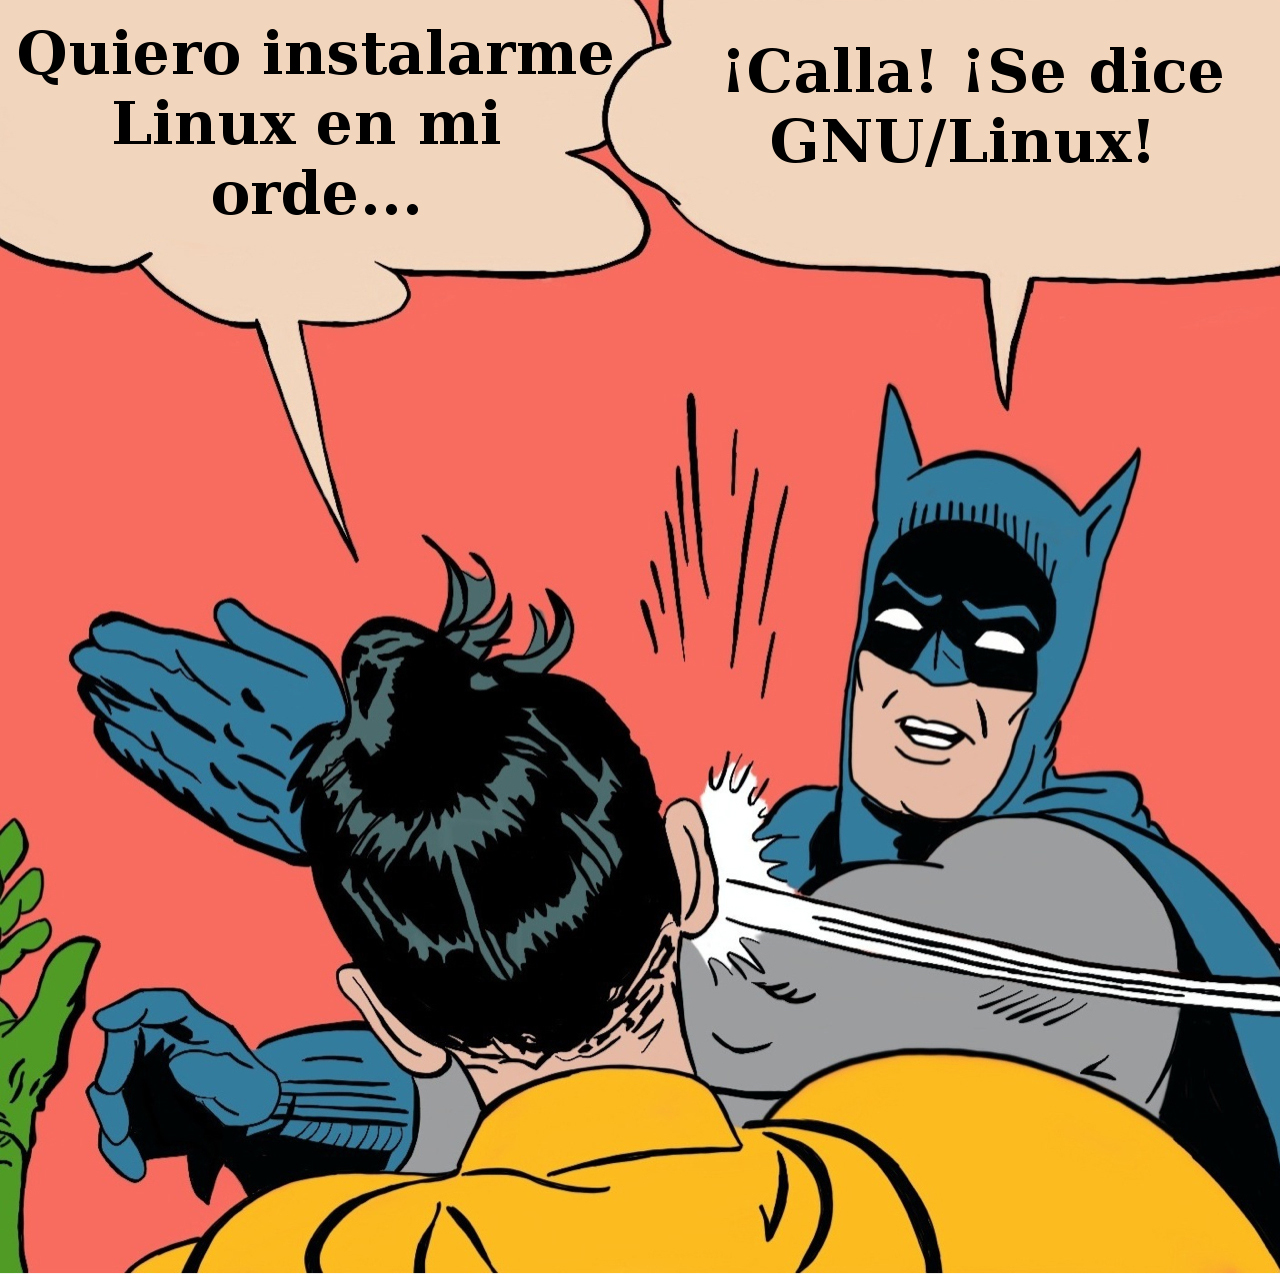 Quiero instalarme
Linux en mi
orde...
¡Calla! ¡Se dice
GNU/Linux!